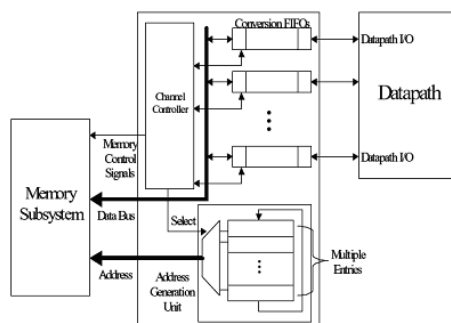 Conversion FIFOs
Datapath I/O
Datapath
Channel
Controller
Datapath I/O
Memory
Control
Signals
Memory
Subsystem
Data Bus
Select
Address
Address
Generation
Unit
Multiple
Entries